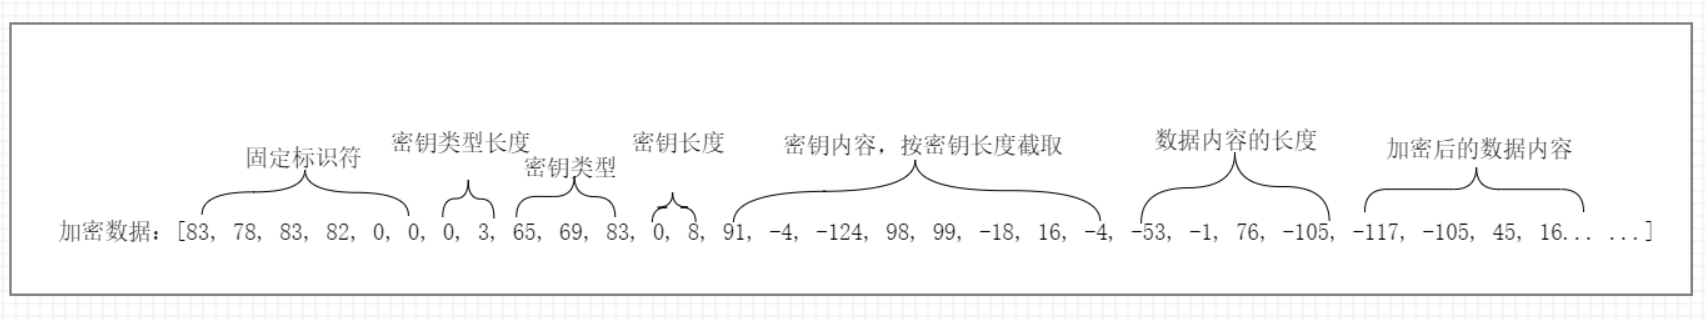 固定标识符
密钥类型长度
密钥类型
密钥长度
密钥内容，按密钥长度截取
数据内容的长度
加密后的数据内容
加密数据：[83, 78, 83, 82, 0, 0, 0, 3, 65, 69, 83, 0, 8, 91, -4, -124, 98, 99, -18, 16, -4, -53, -1, 76, -105, -117, -105, 45, 16... ...]